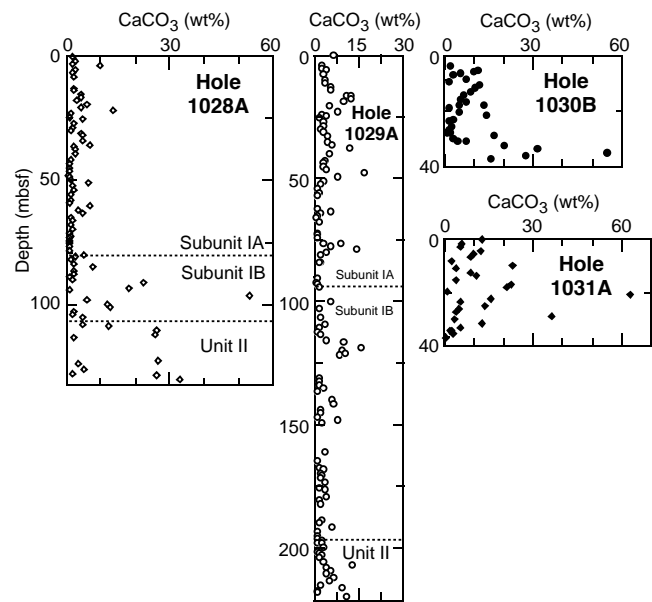 CaCO3 (wt%)
0 30 60
Depth (mbsf)
0
50
100
Hole
1028A
Subunit IA
Subunit IB
Unit II
CaCO3 (wt%)
0 15 30
Hole
1029A
50
100
150
200
Subunit IA
Subunit IB
Unit II
CaCO3 (wt%)
0 20 40 60
0
40
Hole
1030B
CaCO3 (wt%)
0 20 40 60
0
40
Hole
1031A